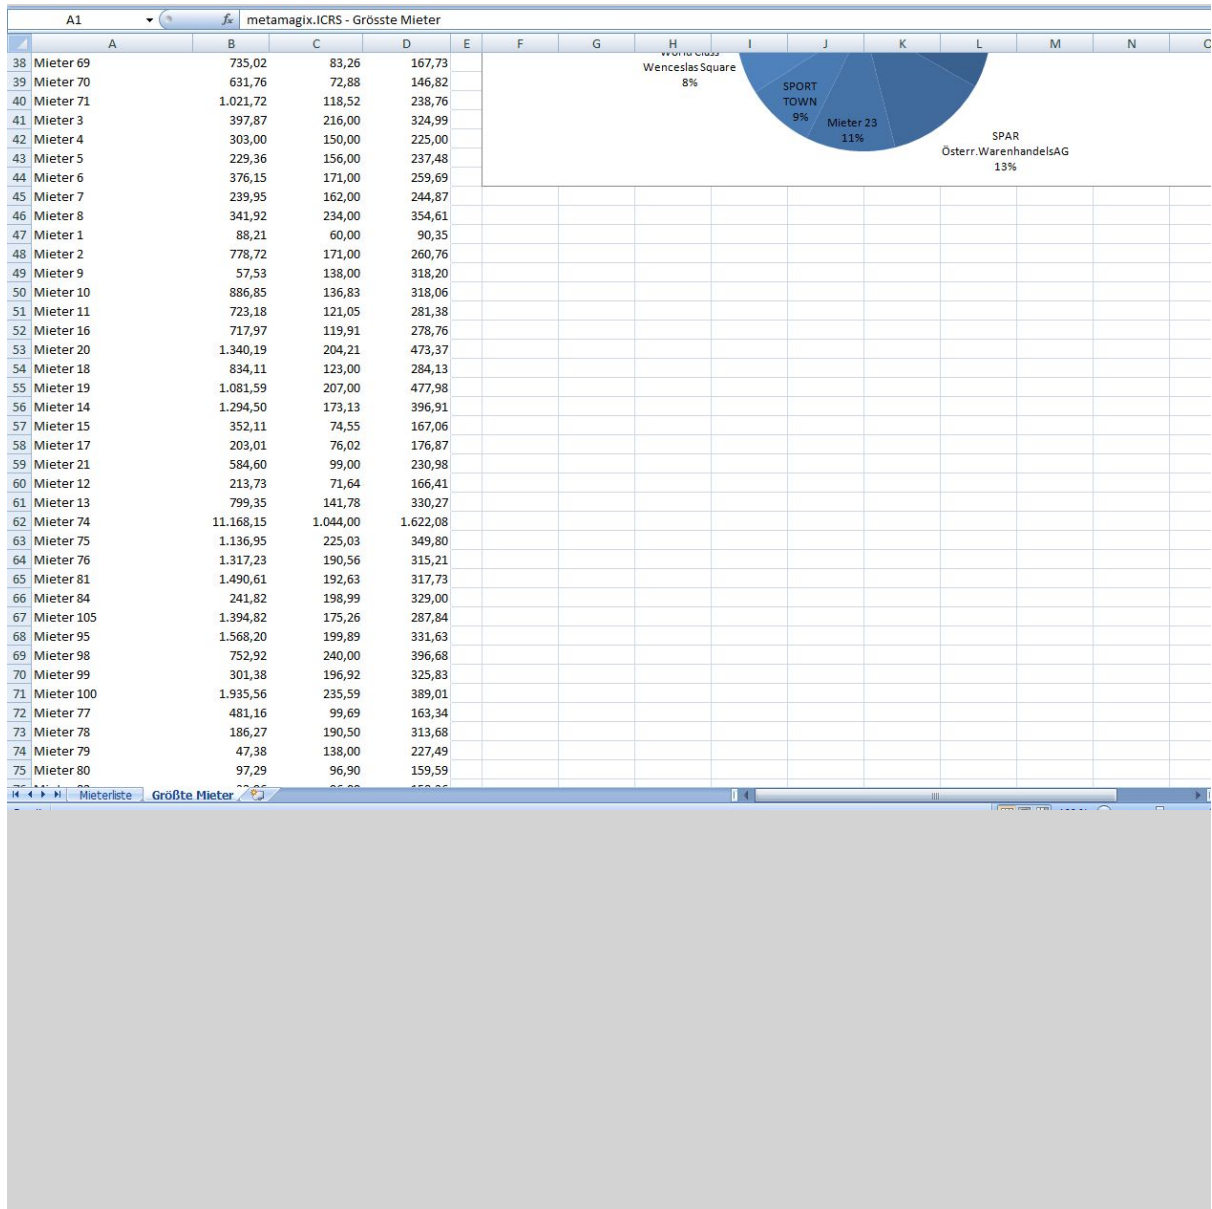 A1 fx metamagix.ICRS - Grösste Mieter
A B C D E F G H I J K L M N
38 Mieter 69 735,02 83,26 167,73
39 Mieter 70 631,76 72,88 146,82
40 Mieter 71 1.021,72 118,52 238,76
41 Mieter 3 397,87 216,00 324,99
42 Mieter 4 303,00 150,00 225,00
43 Mieter 5 229,36 156,00 237,48
44 Mieter 6 376,15 171,00 259,69
45 Mieter 7 239,95 162,00 244,87
46 Mieter 8 341,92 234,00 354,61
47 Mieter 1 88,21 60,00 90,35
48 Mieter 2 778,72 171,00 260,76
49 Mieter 9 57,53 138,00 318,20
50 Mieter 10 886,85 136,83 318,06
51 Mieter 11 723,18 121,05 281,38
52 Mieter 16 717,97 119,91 278,76
53 Mieter 20 1.340,19 204,21 473,37
54 Mieter 18 834,11 123,00 284,13
55 Mieter 19 1.081,59 207,00 477,98
56 Mieter 14 1.294,50 173,13 396,91
57 Mieter 15 352,11 74,55 167,06
58 Mieter 17 203,01 76,02 176,87
59 Mieter 21 584,60 99,00 230,98
60 Mieter 12 213,73 71,64 166,41
61 Mieter 13 799,35 141,78 330,27
62 Mieter 74 11.168,15 1.044,00 1.622,08
63 Mieter 75 1.136,95 225,03 349,80
64 Mieter 76 1.317,23 190,56 315,21
65 Mieter 81 1.490,61 192,63 317,73
66 Mieter 84 241,82 198,99 329,00
67 Mieter 105 1.394,82 175,26 287,84
68 Mieter 95 1.568,20 199,89 331,63
69 Mieter 98 752,92 240,00 396,68
70 Mieter 99 301,38 196,92 325,83
71 Mieter 100 1.935,56 235,59 389,01
72 Mieter 77 481,16 99,69 163,34
73 Mieter 78 186,27 190,50 313,68
74 Mieter 79 47,38 138,00 227,49
75 Mieter 80 97,29 96,90 159,59
World Class
Wenceslas Square
8%
SPORT
TOWN
9%
Mieter 23
11%
SPAR
Österr.WarenhandelsAG
13%
Mieterliste Größte Mieter